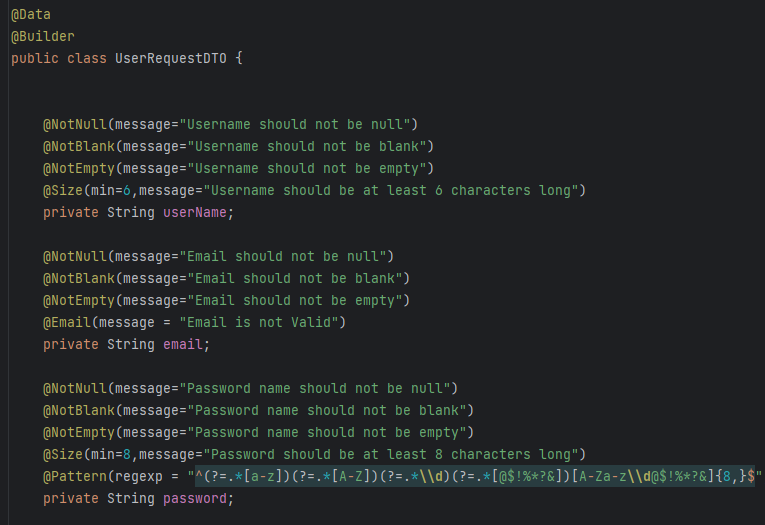 @Data
@Builder
public class UserRequestDTO {
@NotNull(message="Username should not be null")
@NotBlank(message="Username should not be blank")
@NotEmpty(message="Username should not be empty")
@Size(min=6,message="Username should be at least 6 characters long")
private String userName;
@NotNull(message="Email should not be null")
@NotBlank(message="Email should not be blank")
@NotEmpty(message="Email should not be empty")
@Email(message = "Email is not Valid")
private String email;
@NotNull(message="Password name should not be null")
@NotBlank(message="Password name should not be blank")
@NotEmpty(message="Password name should not be empty")
@Size(min=8,message="Password should be at least 8 characters long")
@Pattern(regexp = "^(?=.*[a-z])(?=.*[A-Z])(?=.*\\d)(?=.*[@$!%*?&])[A-Za-z\\d@$!%*?&]{8,}$"
private String password;